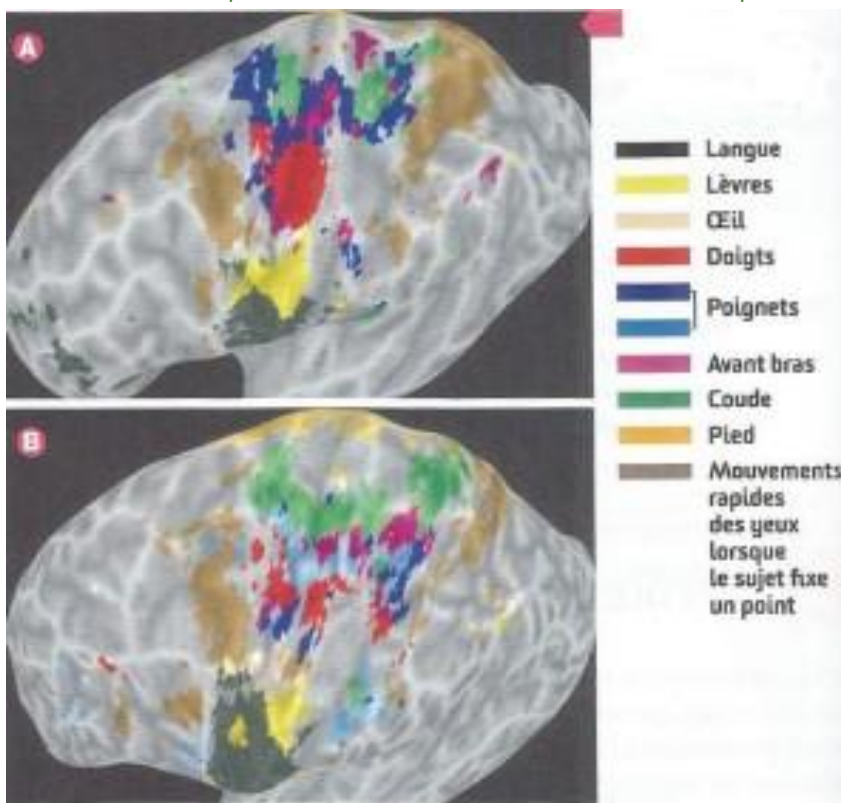 A
Langue
Lèvres
Œil
Doigts
Poignets
Avant bras
Coude
Pied
Mouvements
rapides
des yeux
lorsque
le sujet fixe
un point
B